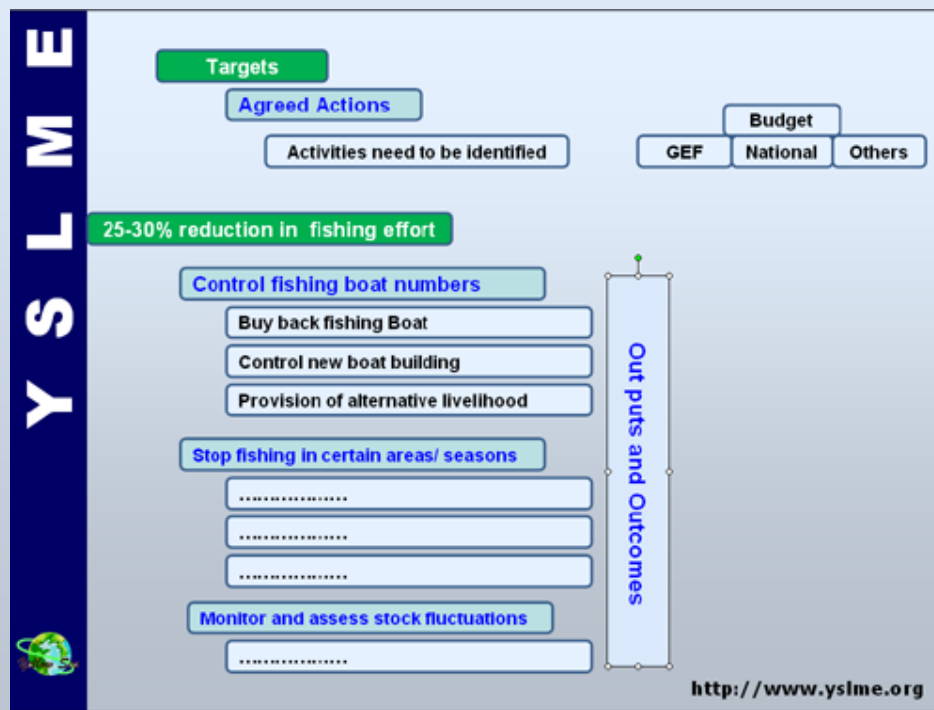 YSLME
Targets
Agreed Actions
Activities need to be identified
Budget
GEF
National
Others
25-30% reduction in fishing effort
Control fishing boat numbers
Buy back fishing Boat
Control new boat building
Provision of alternative livelihood
Stop fishing in certain areas/ seasons
………………
………………
………………
Monitor and assess stock fluctuations
………………
Out puts and Outcomes
http://www.yslme.org